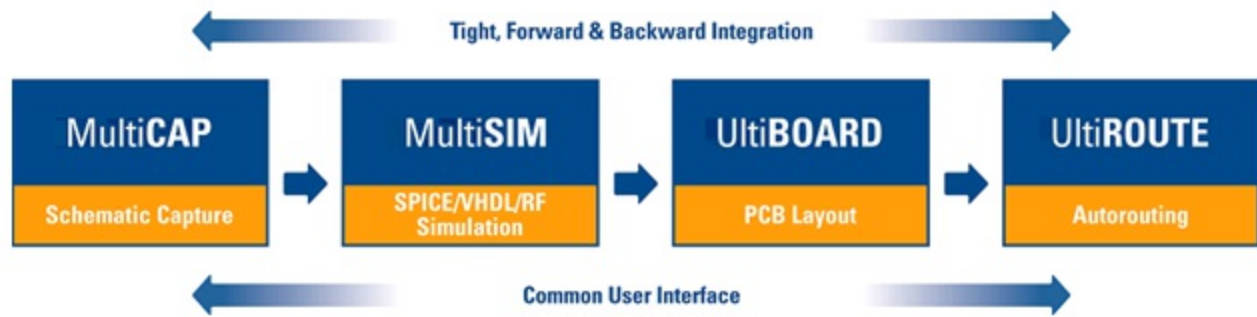 Tight, Forward & Backward Integration
MultiCAP
Schematic Capture
MultiSIM
SPICE/VHDL/RF
Simulation
UltiBOARD
PCB Layout
UltiROUTE
Autorouting
Common User Interface